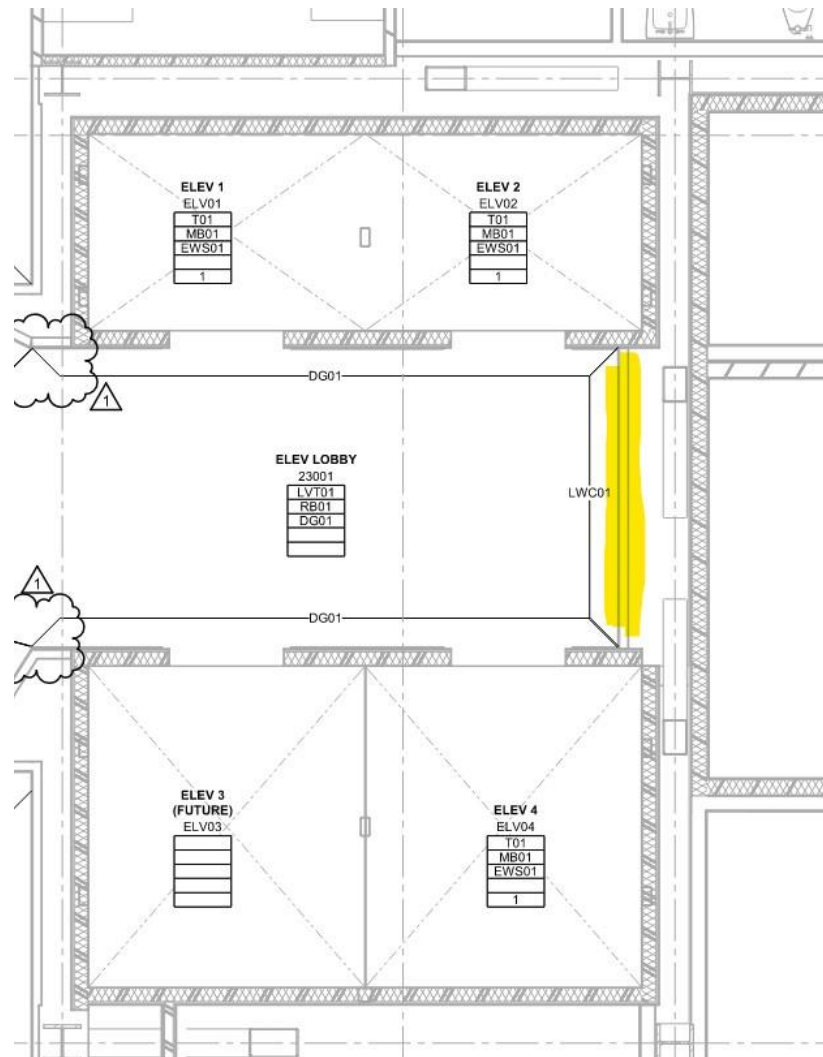 ELEV 1
ELV01
T01
MB01
EWS01
1
ELEV 2
ELV02
T01
MB01
EWS01
1
DG01
1
ELEV LOBBY
23001
LVT01
RB01
DG01
LWC01
1
DG01
ELEV 3
(FUTURE)
ELV03
ELEV 4
ELV04
T01
MB01
EWS01
1